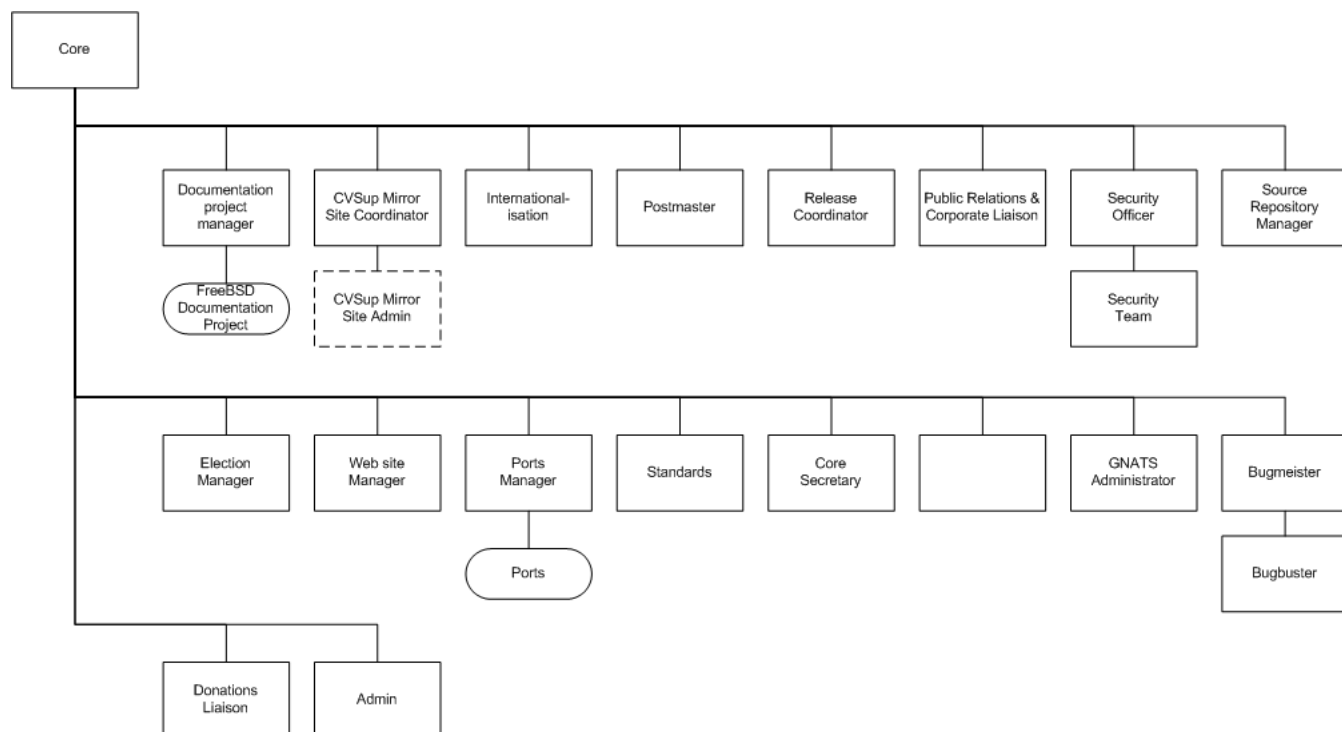 Core
Documentation
project
manager
CVSup Mirror
Site Coordinator
International-
isation
Postmaster
Release
Coordinator
Public Relations &
Corporate Liaison
Security
Officer
Source
Repository
Manager
FreeBSD
Documentation
Project
CVSup Mirror
Site Admin
Security
Team
Election
Manager
Web site
Manager
Ports
Manager
Standards
Core
Secretary
GNATS
Administrator
Bugmeister
Ports
Bugbuster
Donations
Liaison
Admin